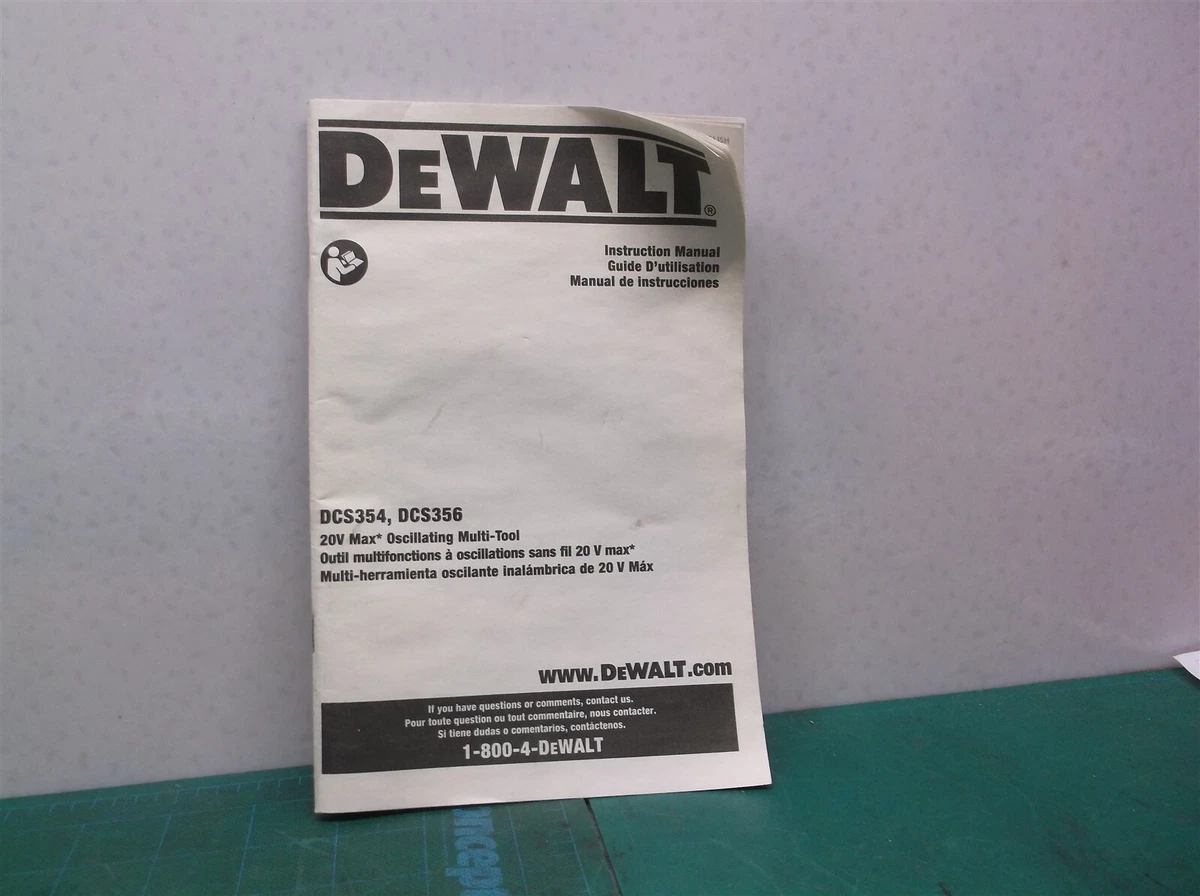 DEWALT®
Instruction Manual
Guide D'utilisation
Manual de instrucciones
DCS354, DCS356
20V Max* Oscillating Multi-Tool
Outil multifonctions à oscillations sans fil 20 V max*
Multi-herramienta oscilante inalámbrica de 20 V Máx
www.DEWALT.com
If you have questions or comments, contact us.
Pour toute question ou tout commentaire, nous contacter.
Si tiene dudas o comentarios, contáctenos.
1-800-4-DEWALT